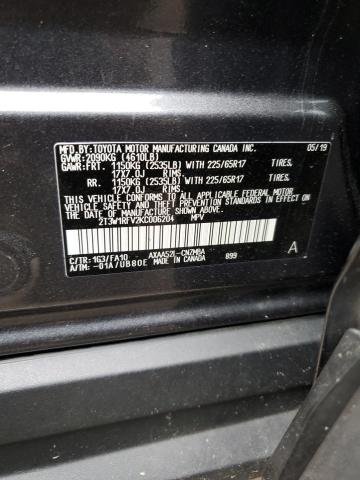 MFD.BY:TOYOTA MOTOR MANUFACTURING CANADA INC. 05/19
GVWR:2090KG (4610LB)
GAWR:FRT. 1150KG (2535LB) WITH 225/65R17 TIRES,
17X7.0J RIMS,
RR. 1150KG (2535LB) WITH 225/65R17 TIRES,
17X7.0J RIMS,
THIS VEHICLE CONFORMS TO ALL APPLICABLE FEDERAL MOTOR
VEHICLE SAFETY, BUMPER, AND THEFT PREVENTION STANDARDS IN EFFECT
ON THE DATE OF MANUFACTURE SHOWN ABOVE.
2T3W1RFV2KC006204 MPV
A
C/TR:1G3/FA10 AXAA52L-CNZMBA 899
A/TM:-01A/UB80E MADE IN CANADA